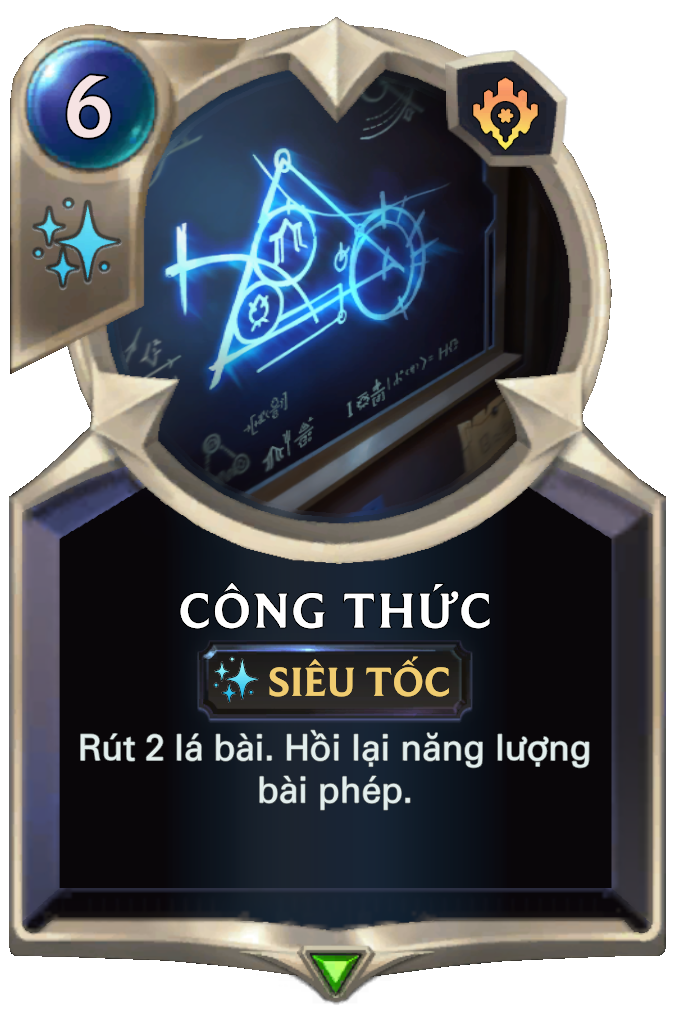 6
CÔNG THỨC
SIÊU TỐC
Rút 2 lá bài. Hồi lại năng lượng
bài phép.